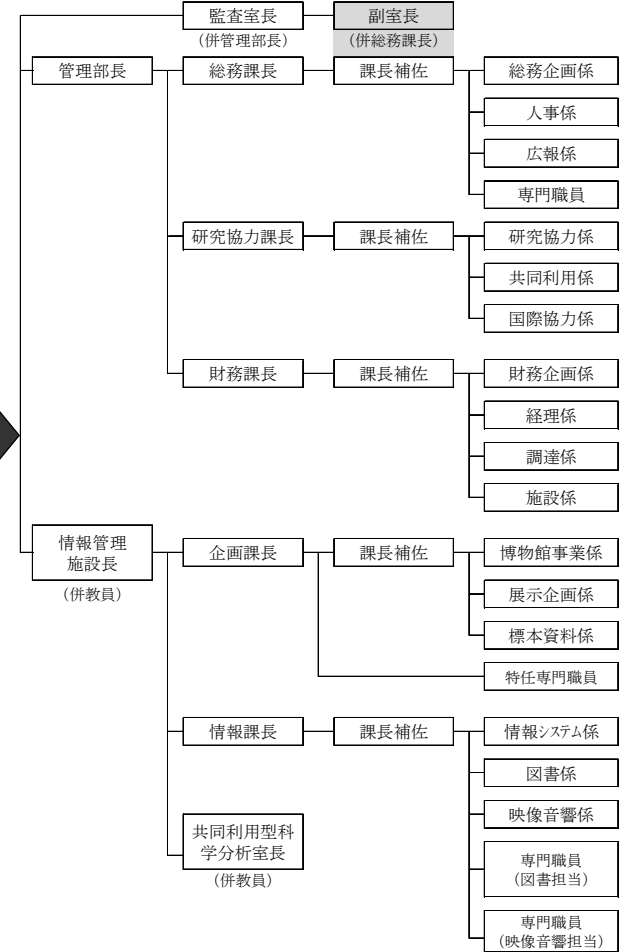 監査室長
副室長
(併管理部長)
(併総務課長)
管理部長
総務課長
課長補佐
総務企画係
人事係
広報係
専門職員
研究協力課長
課長補佐
研究協力係
共同利用係
国際協力係
財務課長
課長補佐
財務企画係
経理係
調達係
施設係
情報管理
施設長
(併教員)
企画課長
課長補佐
博物館事業係
展示企画係
標本資料係
特任専門職員
情報課長
課長補佐
情報システム係
図書係
映像音響係
共同利用型科
学分析室長
(併教員)
専門職員
(図書担当)
専門職員
(映像音響担当)